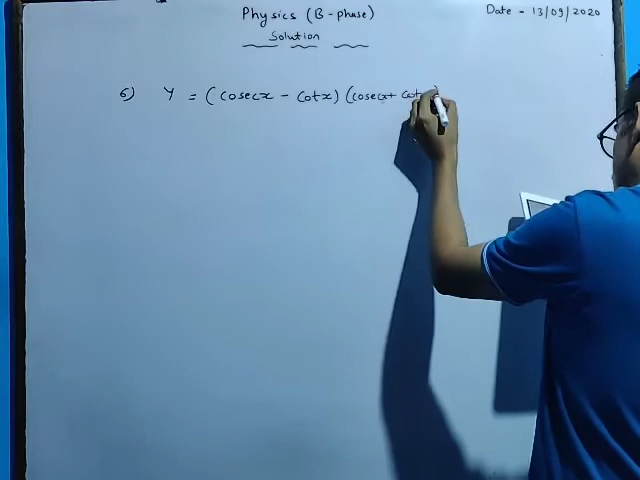 Physics (B-phase)
Date - 13/09/2020
Solution
6) Y = (cosecx - cotx) (cosecx + cot